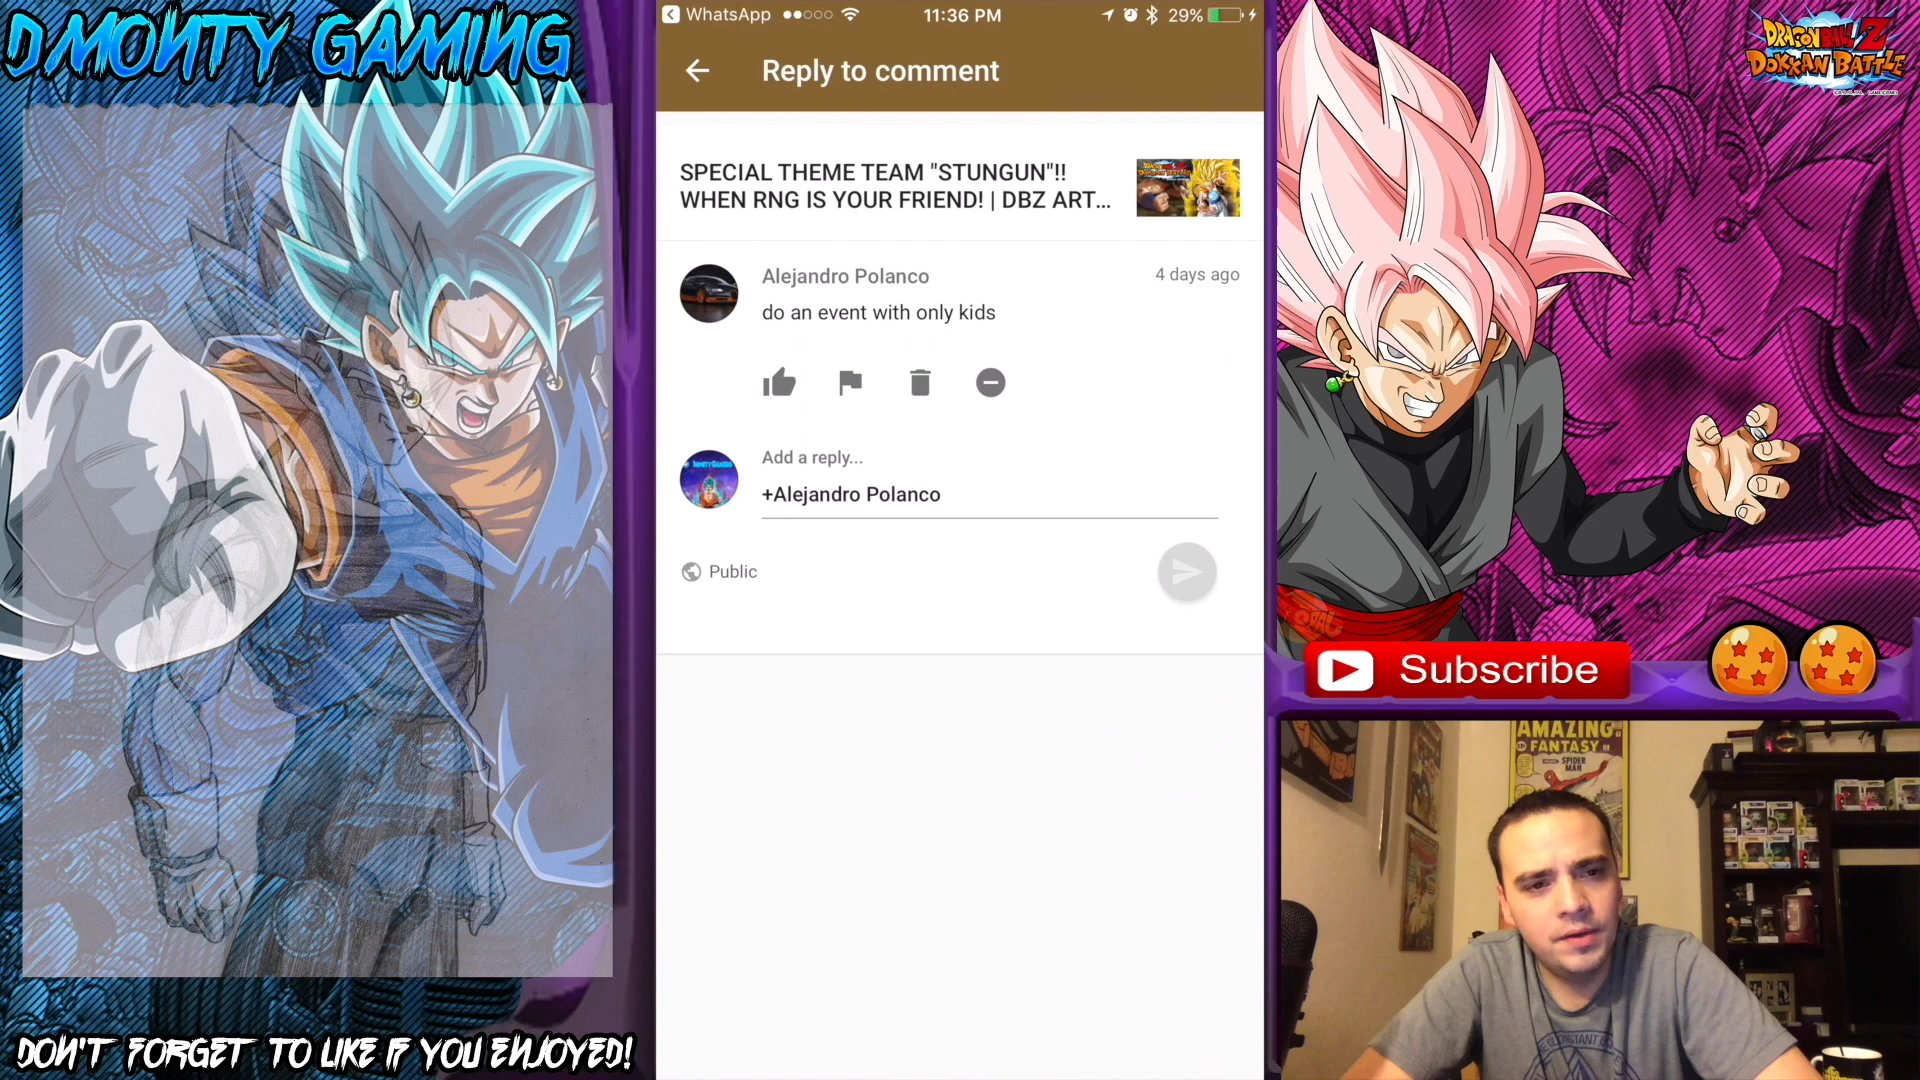 DMONTY GAMING
WhatsApp
11:36 PM
29%
Reply to comment
SPECIAL THEME TEAM "STUNGUN"!!
WHEN RNG IS YOUR FRIEND! | DBZ ART...
Alejandro Polanco
4 days ago
do an event with only kids
Add a reply...
+Alejandro Polanco
Public
DRAGON BALL Z
DOKKAN BATTLE
Subscribe
AMAZING
FANTASY
SPIDER
MAN
DON'T FORGET TO LIKE IF YOU ENJOYED!